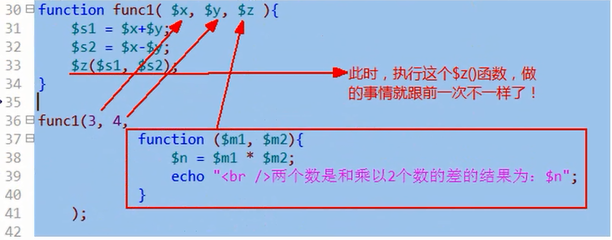 30 function func1( $x, $y, $z ){
31 $s1 = $x+$y;
32 $s2 = $x-$y;
33 $z($s1, $s2);
此时，执行这个$z()函数，做
的事情就跟前一次不一样了！
34 }
35
36 func1(3, 4,
37 function ($m1, $m2){
38 $n = $m1 * $m2;
39 echo "<br />两个数是和乘以2个数的差的结果为：$n";
40 }
41 );
42